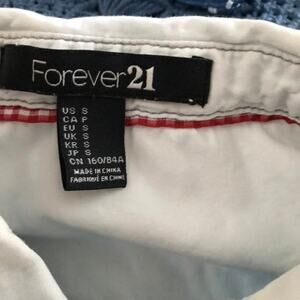 Forever21
US S
CA P
EU S
UK S
KR S
JP S
CN 160/84A
MADE IN CHINA
FABRIQUÉ EN CHINE